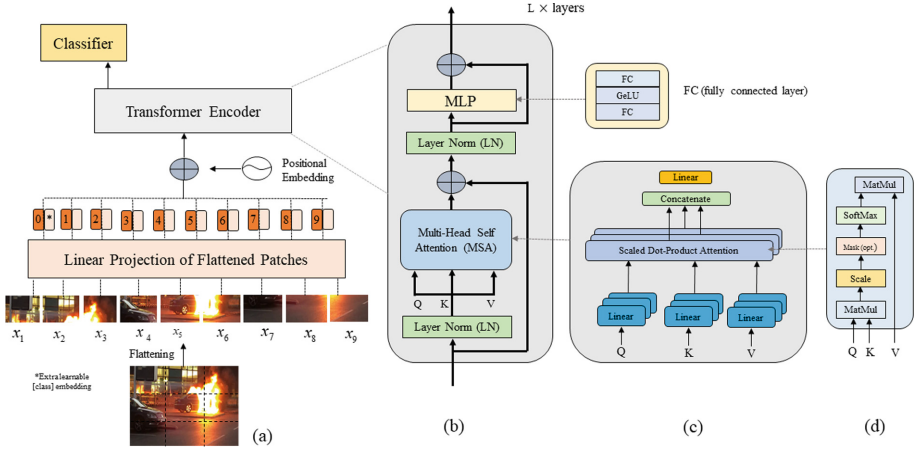 Classifier
Transformer Encoder
Positional
Embedding
0 * 1 2 3 4 5 6 7 8 9
Linear Projection of Flattened Patches
x1 x2 x3 x4 x5 x6 x7 x8 x9
Flattening
*Extra learnable
[class] embedding
(a)
L × layers
MLP
Layer Norm (LN)
Multi-Head Self
Attention (MSA)
Q K V
Layer Norm (LN)
(b)
FC
GeLU
FC
FC (fully connected layer)
Linear
Concatenate
Scaled Dot-Product Attention
Linear Linear Linear
Q K V
(c)
MatMul
SoftMax
Mask (opt.)
Scale
MatMul
Q K V
(d)